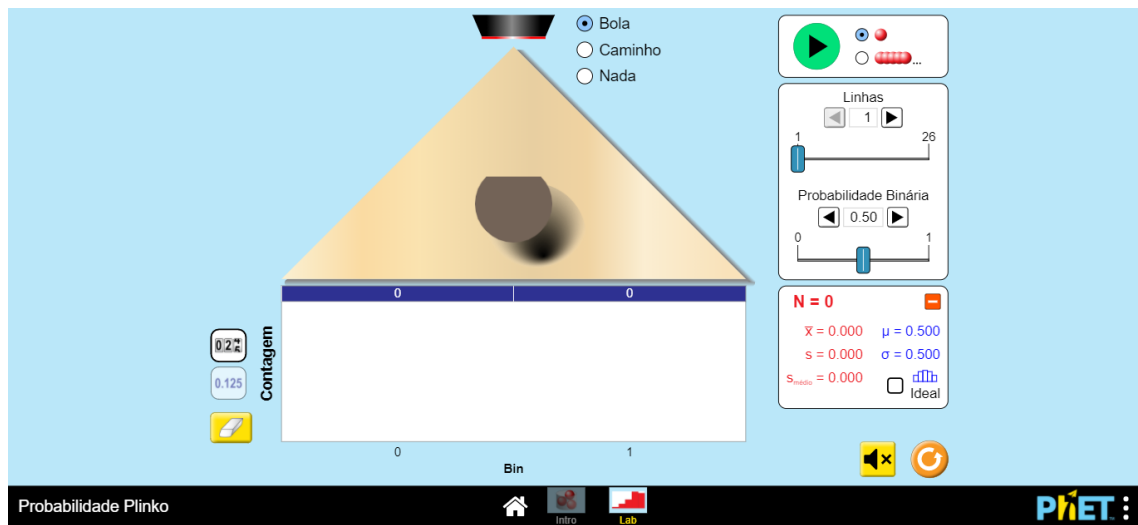 Bola
Caminho
Nada
...
Linhas
1
1 26
Probabilidade Binária
0.50
0 1
0 0
N = 0
x̅ = 0.000 μ = 0.500
s = 0.000 σ = 0.500
s médio = 0.000
Ideal
0.125
Contagem
0 1
Bin
Probabilidade Plinko
Intro
Lab
PhET